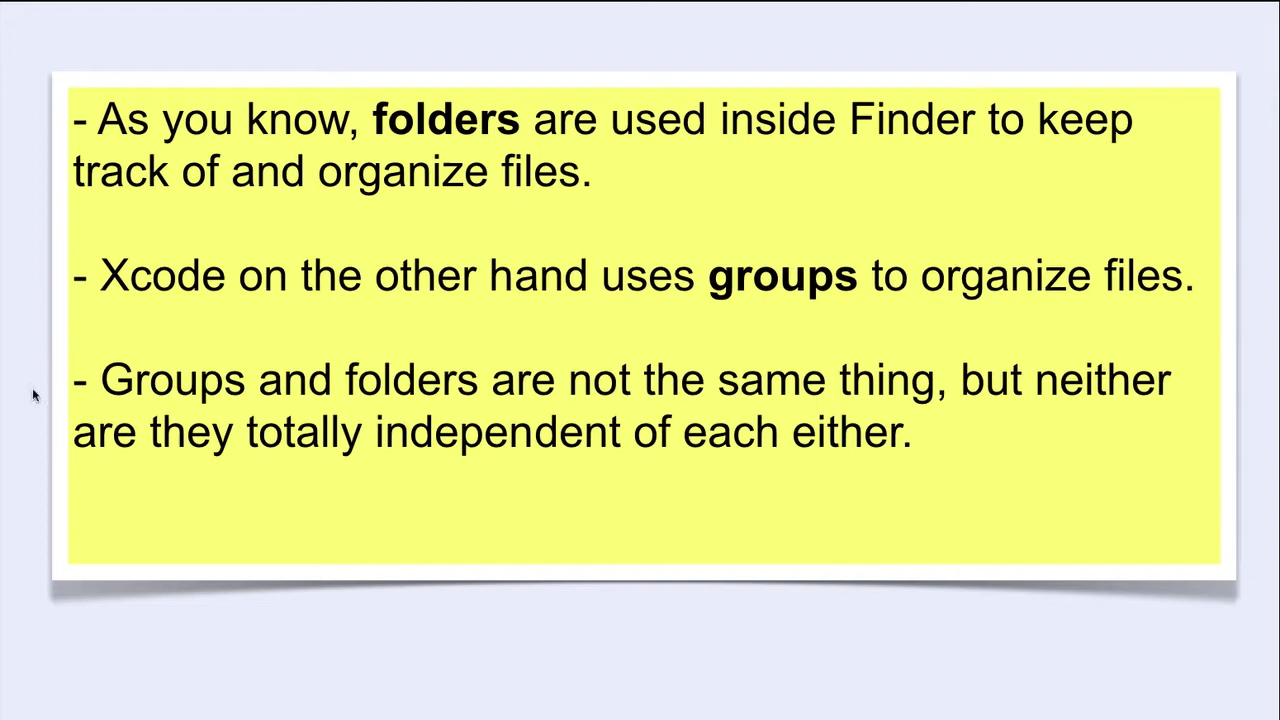 - As you know, folders are used inside Finder to keep
track of and organize files.
- Xcode on the other hand uses groups to organize files.
- Groups and folders are not the same thing, but neither
are they totally independent of each either.